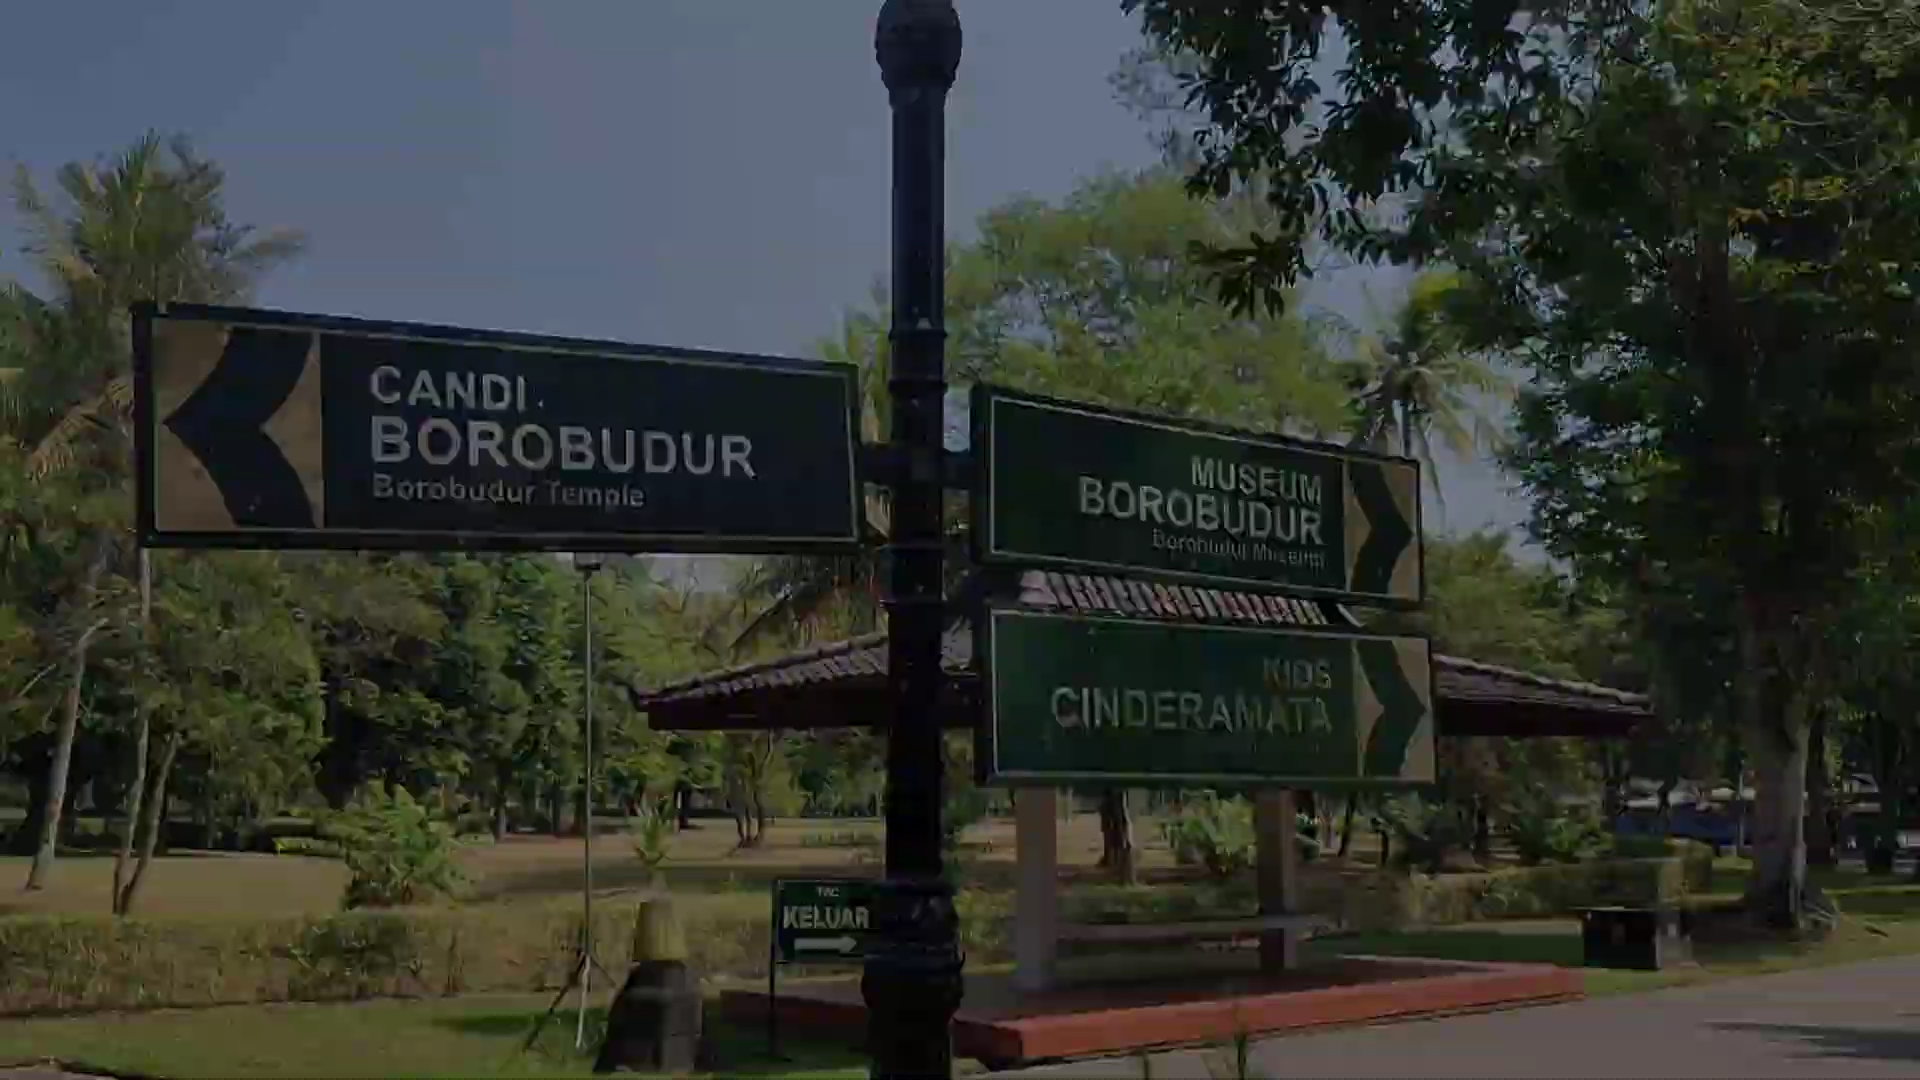 CANDI
BOROBUDUR
Borobudur Temple
MUSEUM
BOROBUDUR
Borobudur Museum
KIDS
CINDERAMATA
KELUAR